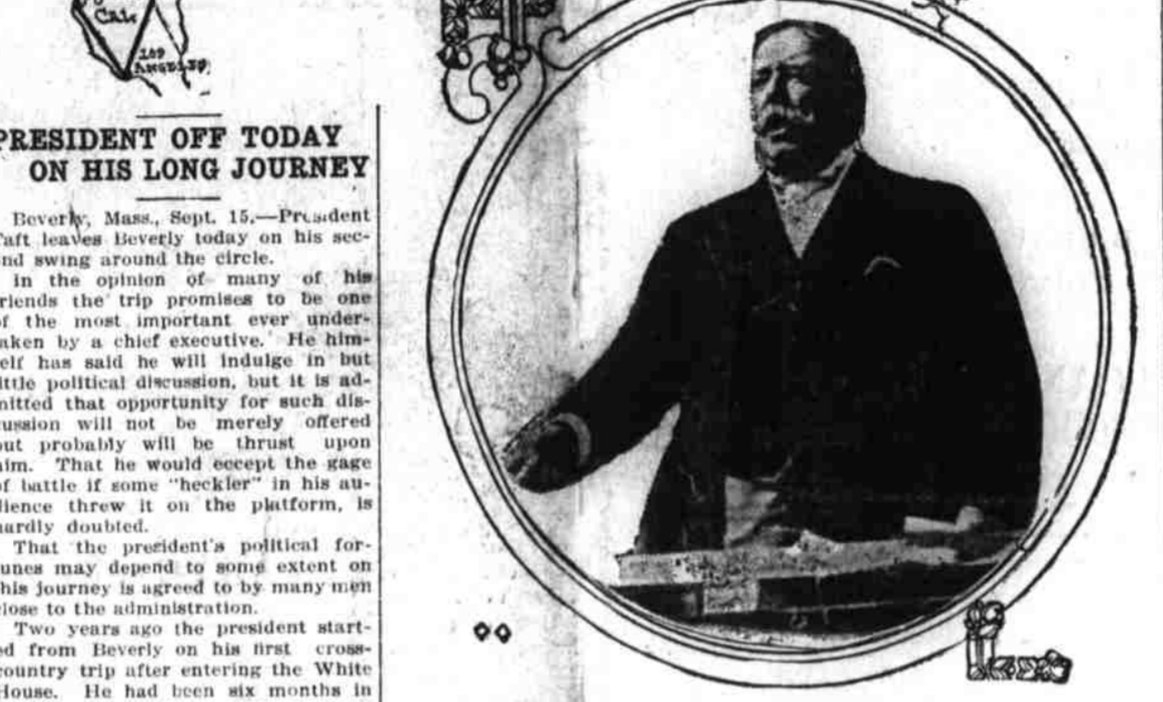 Cal.
LOS
ANGELES
PRESIDENT OFF TODAY
ON HIS LONG JOURNEY
Beverly, Mass., Sept. 15.—President
Taft leaves Beverly today on his sec-
ond swing around the circle.
In the opinion of many of his
friends the trip promises to be one
of the most important ever under-
taken by a chief executive. He him-
self has said he will indulge in but
little political discussion, but it is ad-
mitted that opportunity for such dis-
cussion will not be merely offered
but probably will be thrust upon
him. That he would eccept the gage
of battle if some "heckler" in his au-
dience threw it on the platform, is
hardly doubted.
That the president's political for-
tunes may depend to some extent on
this journey is agreed to by many men
close to the administration.
Two years ago the president start-
ed from Beverly on his first cross-
country trip after entering the White
House. He had been six months in